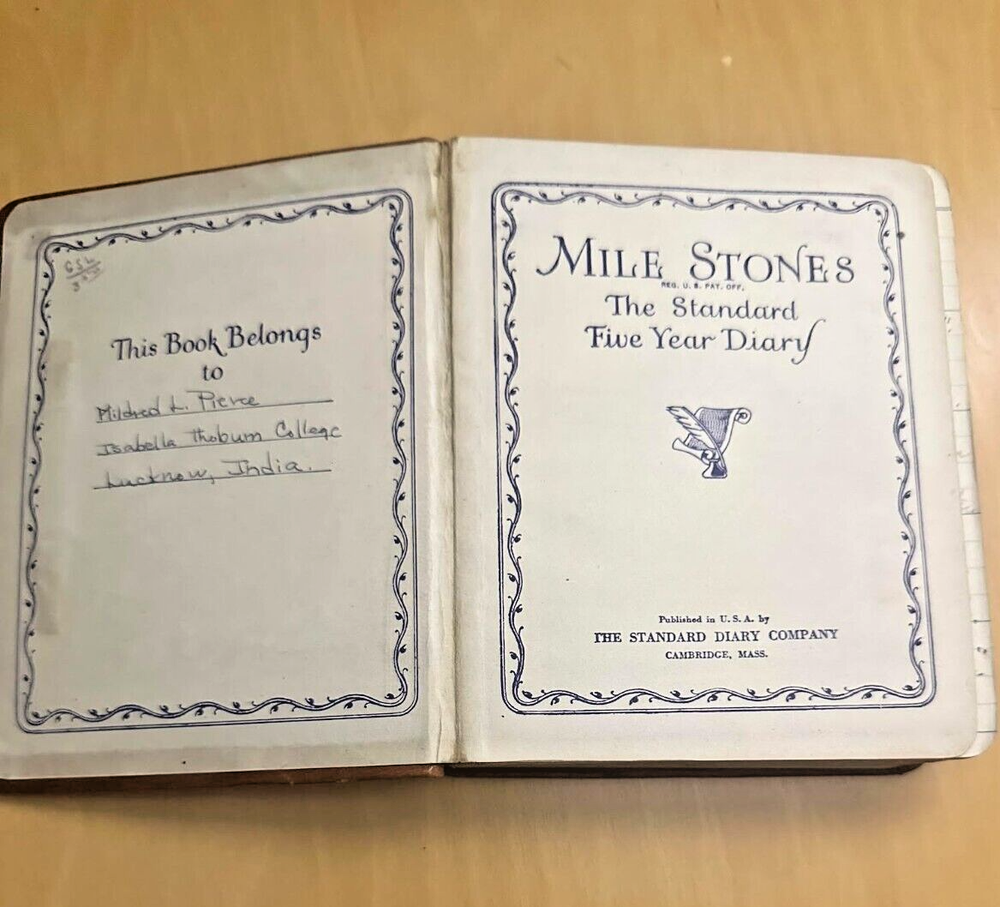 This Book Belongs
to
Mildred L. Pierce
Isabella Thoburn College
Lucknow, India.
MILE STONES
REG. U. S. PAT. OFF.
The Standard
Five Year Diary
Published in U. S. A. by
THE STANDARD DIARY COMPANY
CAMBRIDGE, MASS.